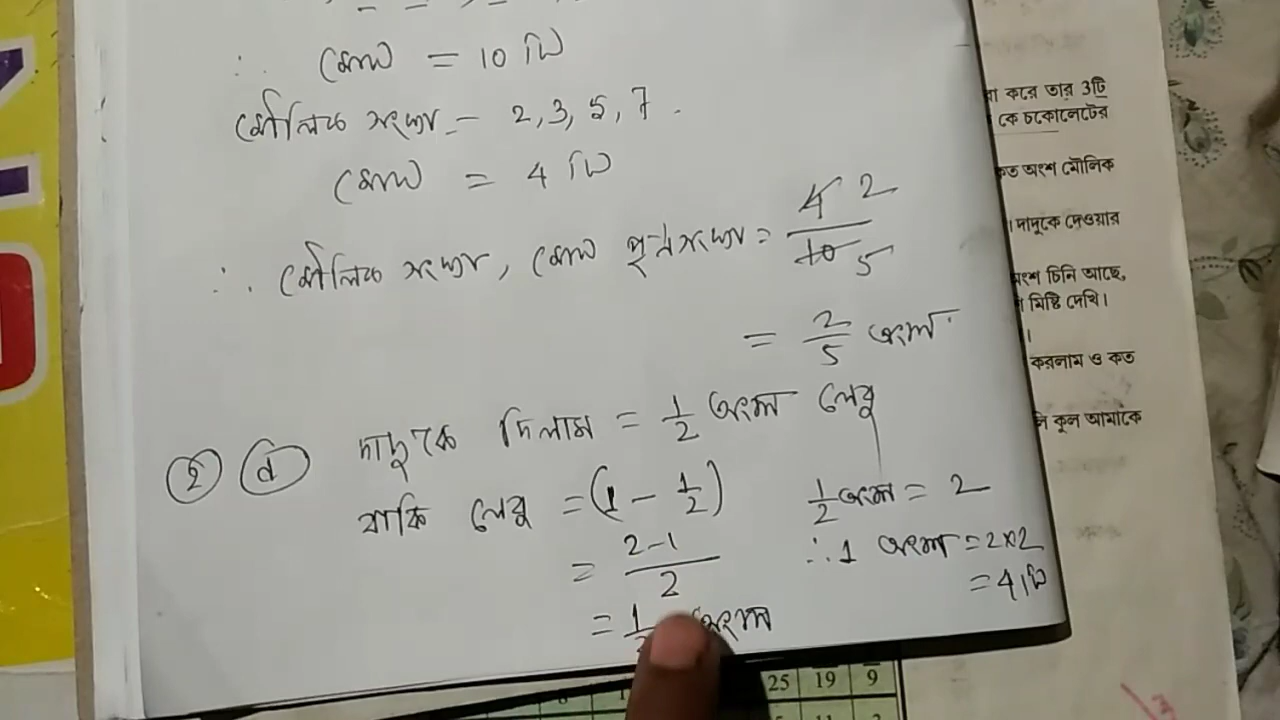 ∴ মোট = 10 টি
মৌলিক সংখ্যা = 2, 3, 5, 7.
মোট = 4 টি
∴ মৌলিক সংখ্যা, মোট পূর্ণসংখ্যার = 4 2 / 10 5
= 2/5 অংশ
২ d দাদুকে দিলাম = 1/2 অংশ লেবু
বাকি লেবু = (1 - 1/2)
= 2-1 / 2
= 1/2 অংশ
1/2 অংশ = 2
∴ 1 অংশ = 2×2
= 4 টি
া করে তার 3টি
কে চকোলেটের
কত অংশ মৌলিক
। দাদুকে দেওয়ার
অংশ চিনি আছে,
মিষ্টি দেখি।
।
করলাম ও কত
কুল আমাকে
25 19 9